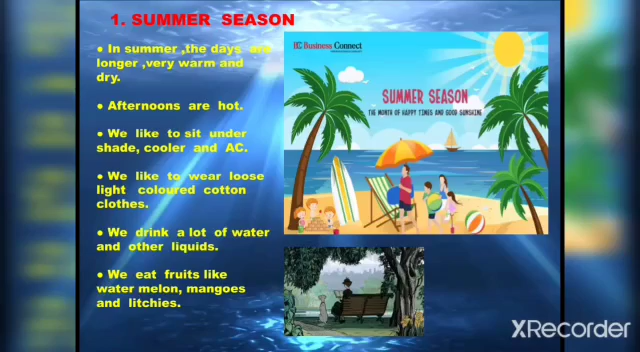 1. SUMMER SEASON
● In summer ,the days are
longer ,very warm and
dry.
● Afternoons are hot.
● We like to sit under
shade, cooler and AC.
● We like to wear loose
light coloured cotton
clothes.
● We drink a lot of water
and other liquids.
● We eat fruits like
water melon, mangoes
and litchies.
Business Connect
SUMMER SEASON
THE MONTH OF HAPPY TIMES AND GOOD SUNSHINE
XRecorder